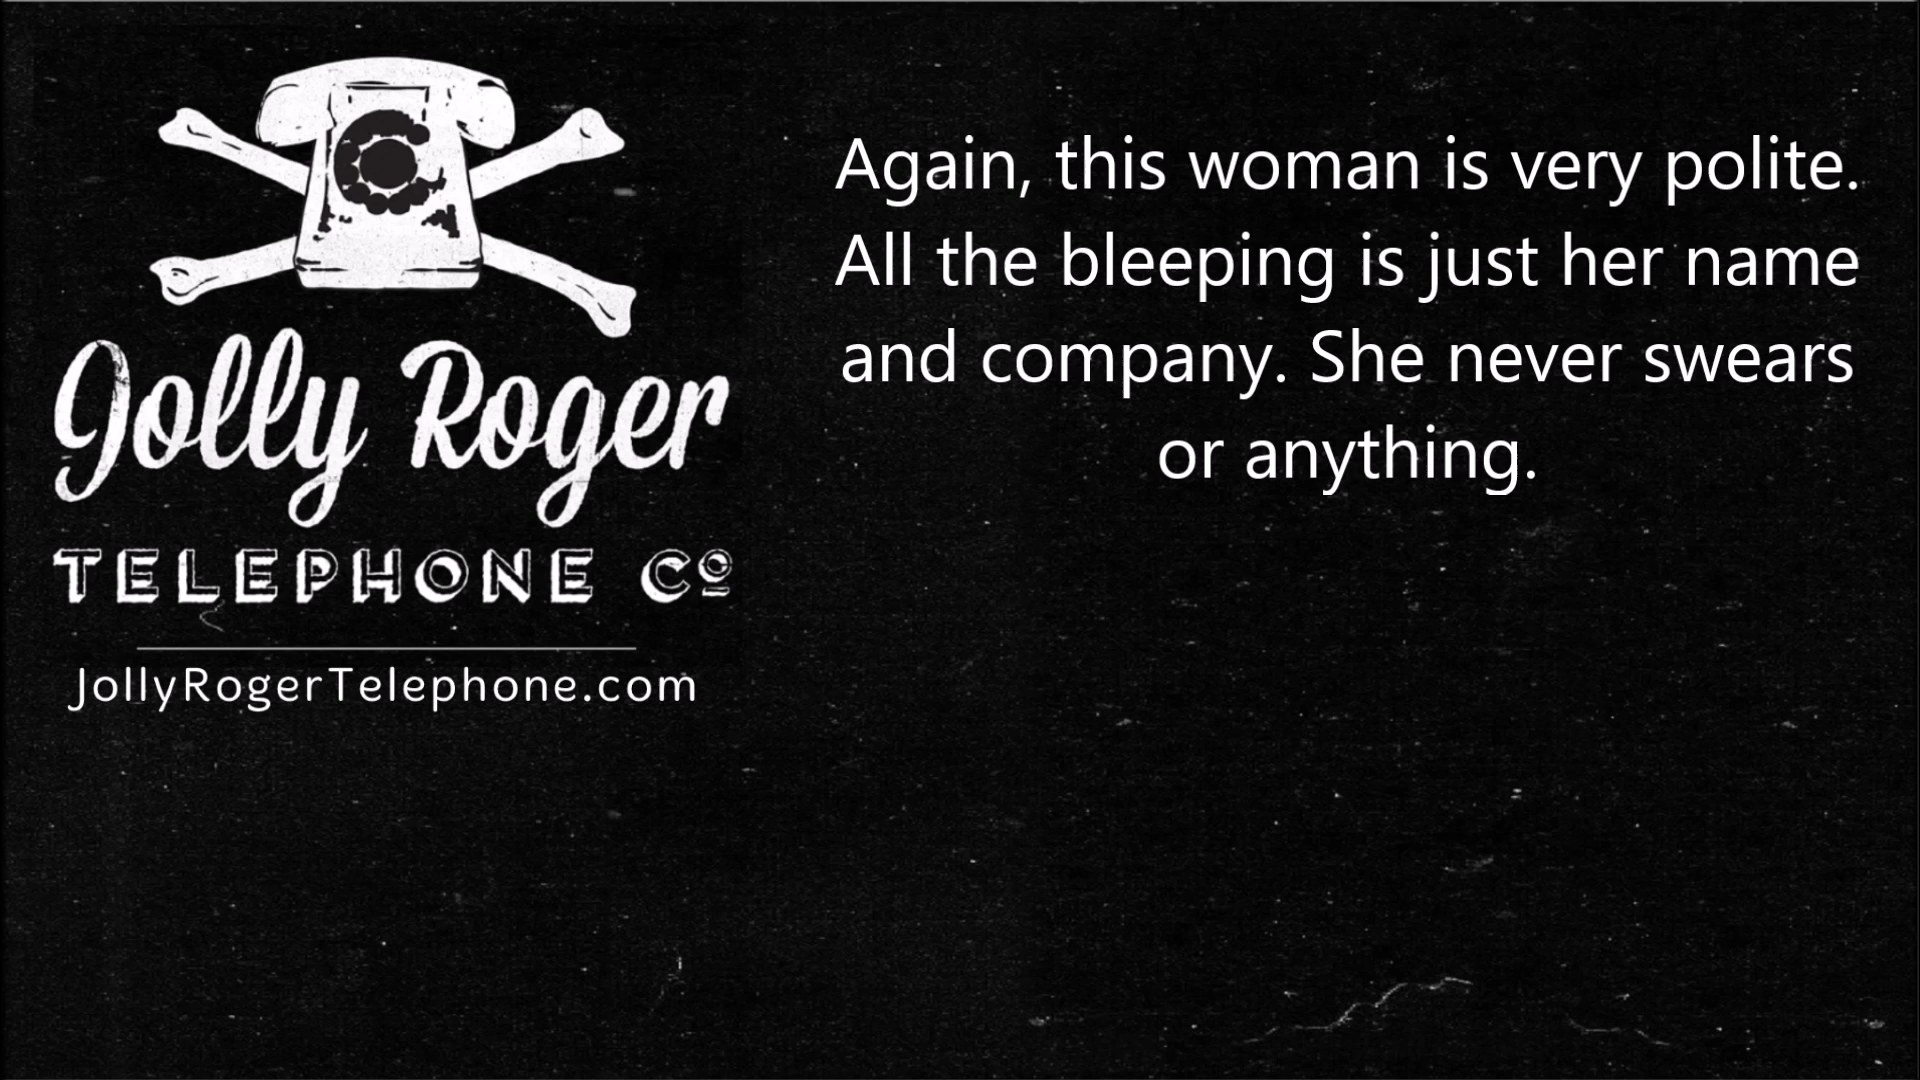 Jolly Roger
TELEPHONE Cº
JollyRogerTelephone.com
Again, this woman is very polite.
All the bleeping is just her name
and company. She never swears
or anything.